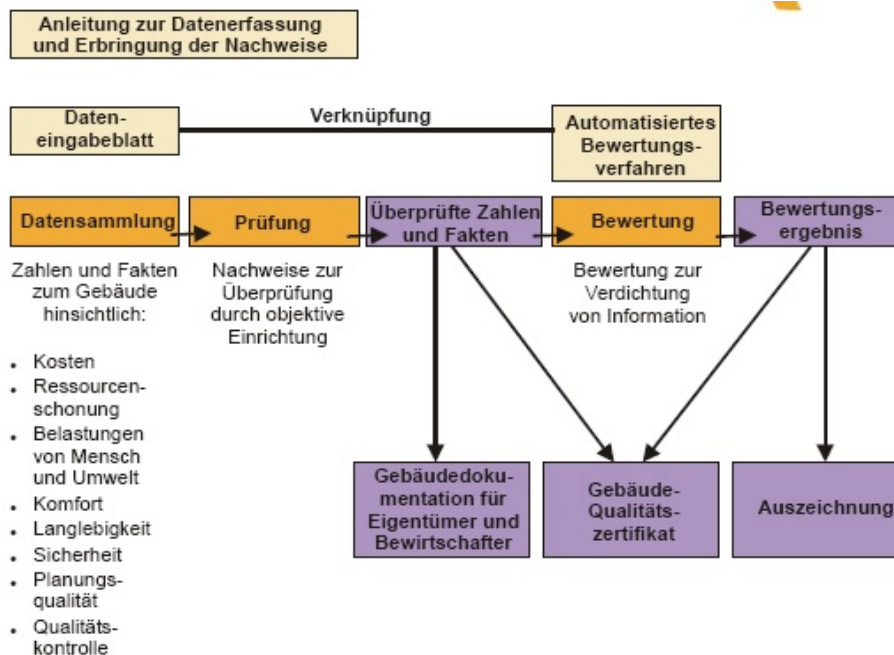 Anleitung zur Datenerfassung
und Erbringung der Nachweise
Daten-
eingabeblatt
Verknüpfung
Automatisiertes
Bewertungs-
verfahren
Datensammlung
Prüfung
Überprüfte Zahlen
und Fakten
Bewertung
Bewertungs-
ergebnis
Zahlen und Fakten
zum Gebäude
hinsichtlich:
Nachweise zur
Überprüfung
durch objektive
Einrichtung
Bewertung zur
Verdichtung
von Information
• Kosten
• Ressourcen-
schonung
• Belastungen
von Mensch
und Umwelt
• Komfort
• Langlebigkeit
• Sicherheit
• Planungs-
qualität
• Qualitäts-
kontrolle
Gebäudedoku-
mentation für
Eigentümer und
Bewirtschafter
Gebäude-
Qualitäts-
zertifikat
Auszeichnung